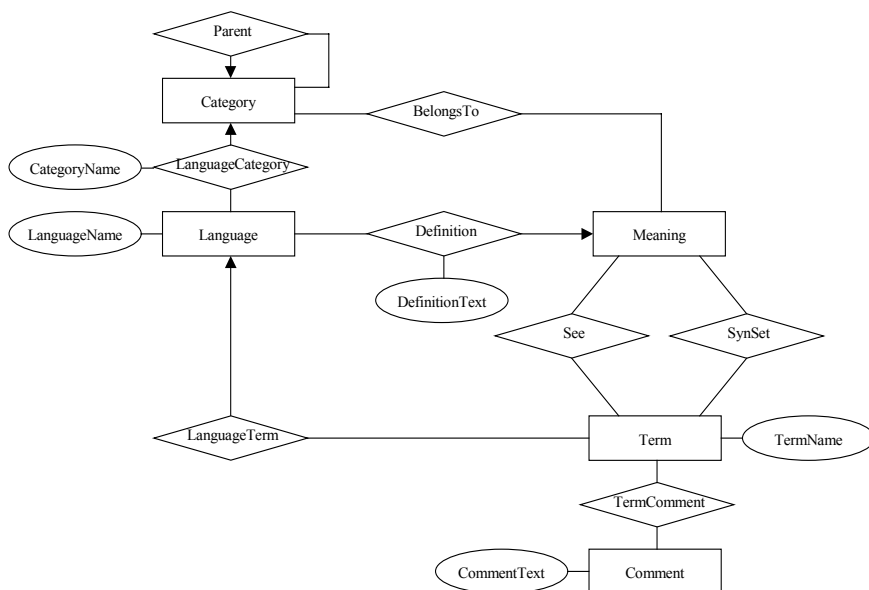 Parent
Category
BelongsTo
CategoryName
LanguageCategory
LanguageName
Language
Definition
Meaning
DefinitionText
See
SynSet
LanguageTerm
Term
TermName
TermComment
CommentText
Comment